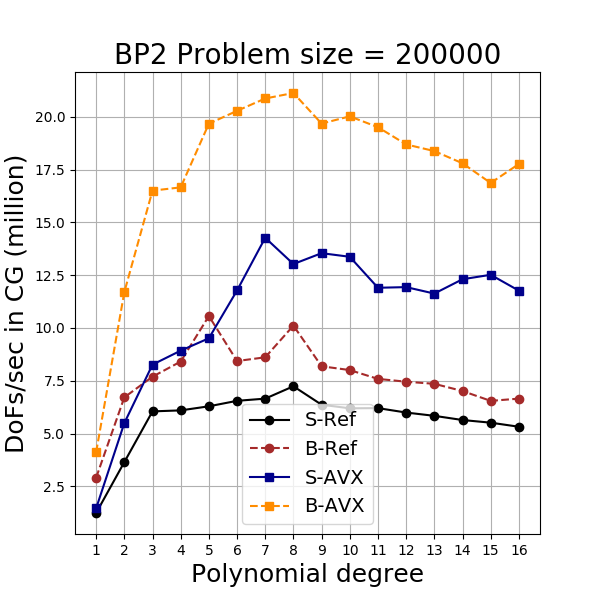 BP2 Problem size = 200000
DoFs/sec in CG (million)
20.0
17.5
15.0
12.5
10.0
7.5
5.0
2.5
S-Ref
B-Ref
S-AVX
B-AVX
1 2 3 4 5 6 7 8 9 10 11 12 13 14 15 16
Polynomial degree